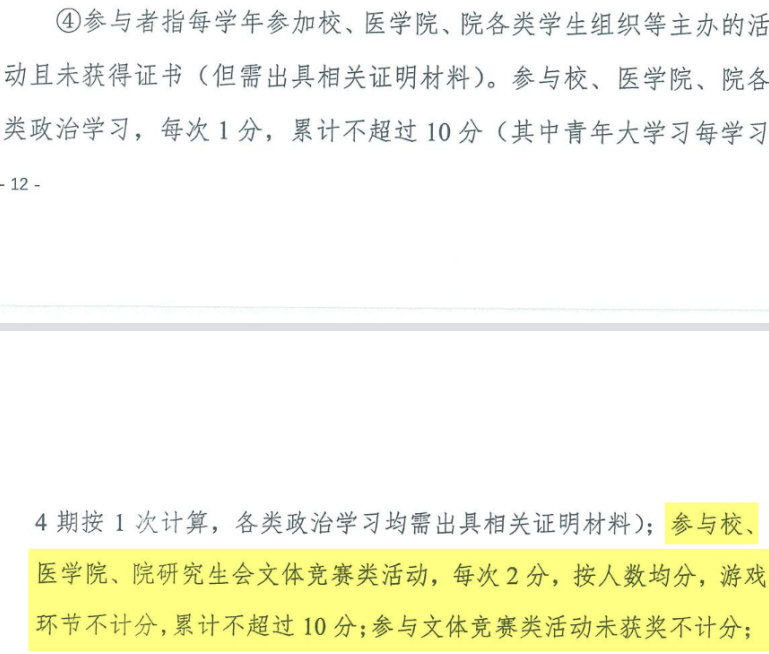 ④参与者指每学年参加校、医学院、院各类学生组织等主办的活
动且未获得证书（但需出具相关证明材料）。参与校、医学院、院各
类政治学习，每次 1 分，累计不超过 10 分（其中青年大学习每学习
- 12 -
4 期按 1 次计算，各类政治学习均需出具相关证明材料）；参与校、
医学院、院研究生会文体竞赛类活动，每次 2 分，按人数均分，游戏
环节不计分,累计不超过 10 分;参与文体竞赛类活动未获奖不计分;